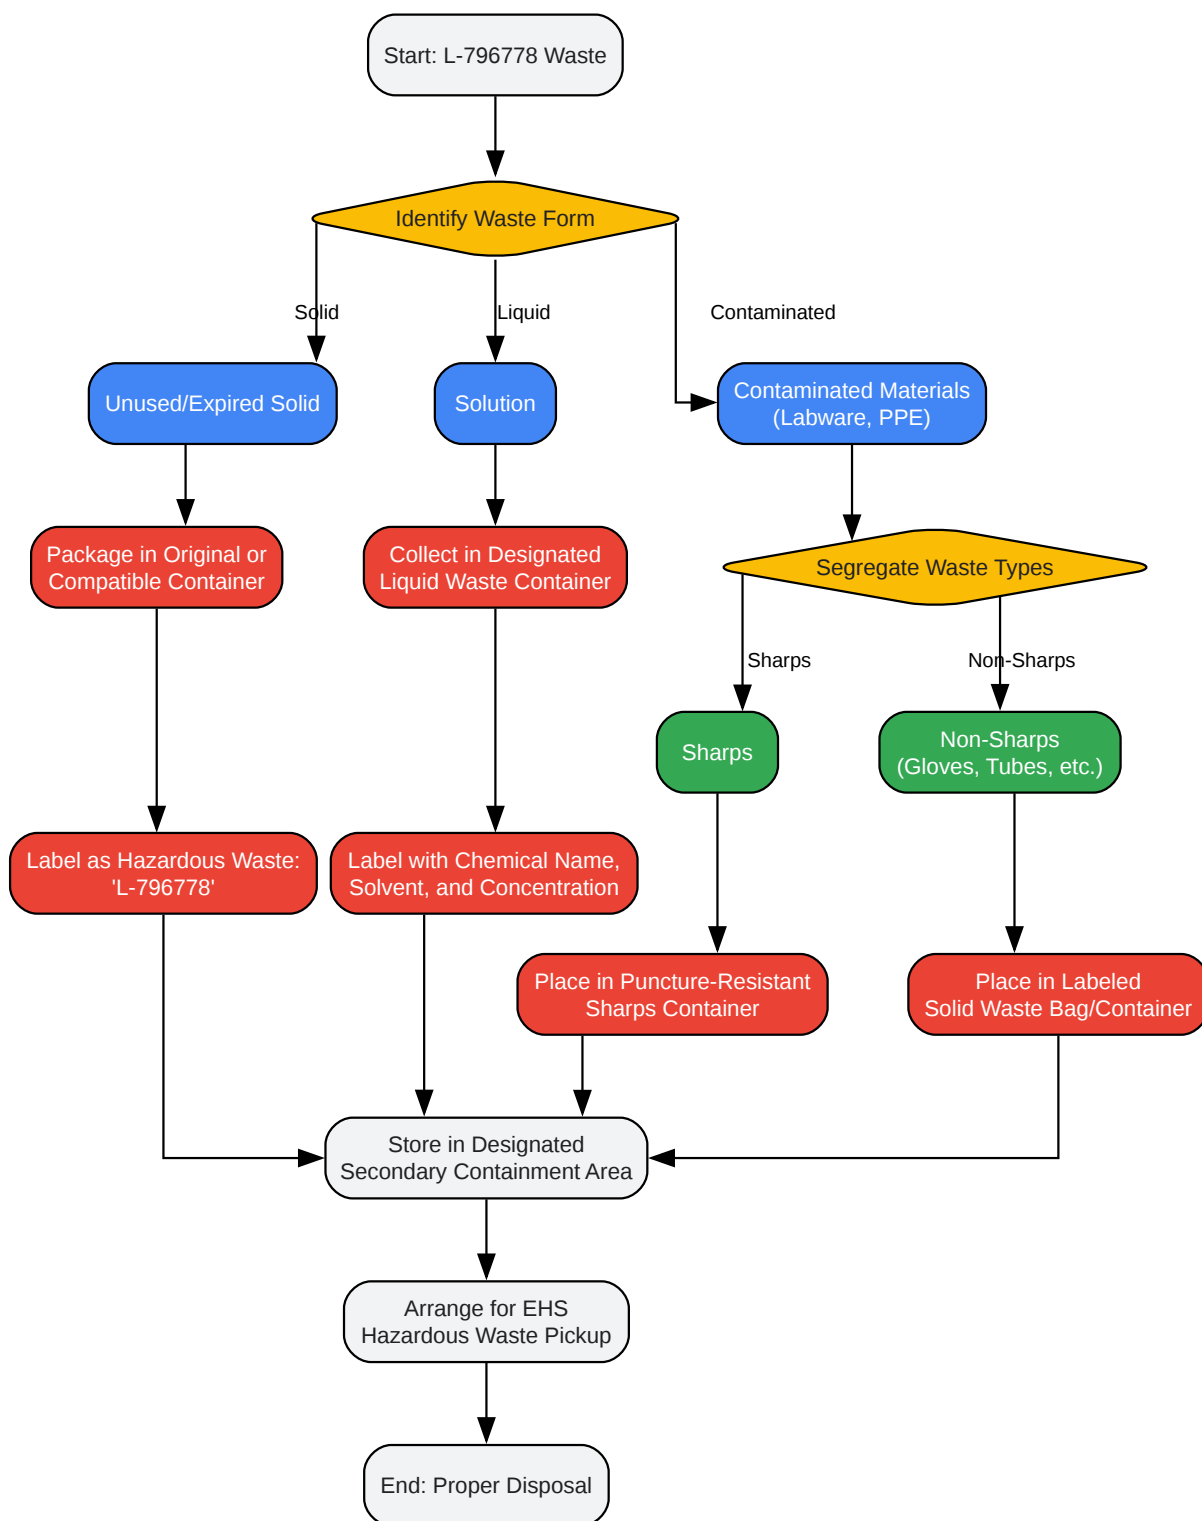 Start: L-796778 Waste
Identify Waste Form
Solid
Liquid
Contaminated
Unused/Expired Solid
Solution
Contaminated Materials
(Labware, PPE)
Package in Original or
Compatible Container
Collect in Designated
Liquid Waste Container
Segregate Waste Types
Sharps
Non-Sharps
Sharps
Non-Sharps
(Gloves, Tubes, etc.)
Label as Hazardous Waste:
'L-796778'
Label with Chemical Name,
Solvent, and Concentration
Place in Puncture-Resistant
Sharps Container
Place in Labeled
Solid Waste Bag/Container
Store in Designated
Secondary Containment Area
Arrange for EHS
Hazardous Waste Pickup
End: Proper Disposal